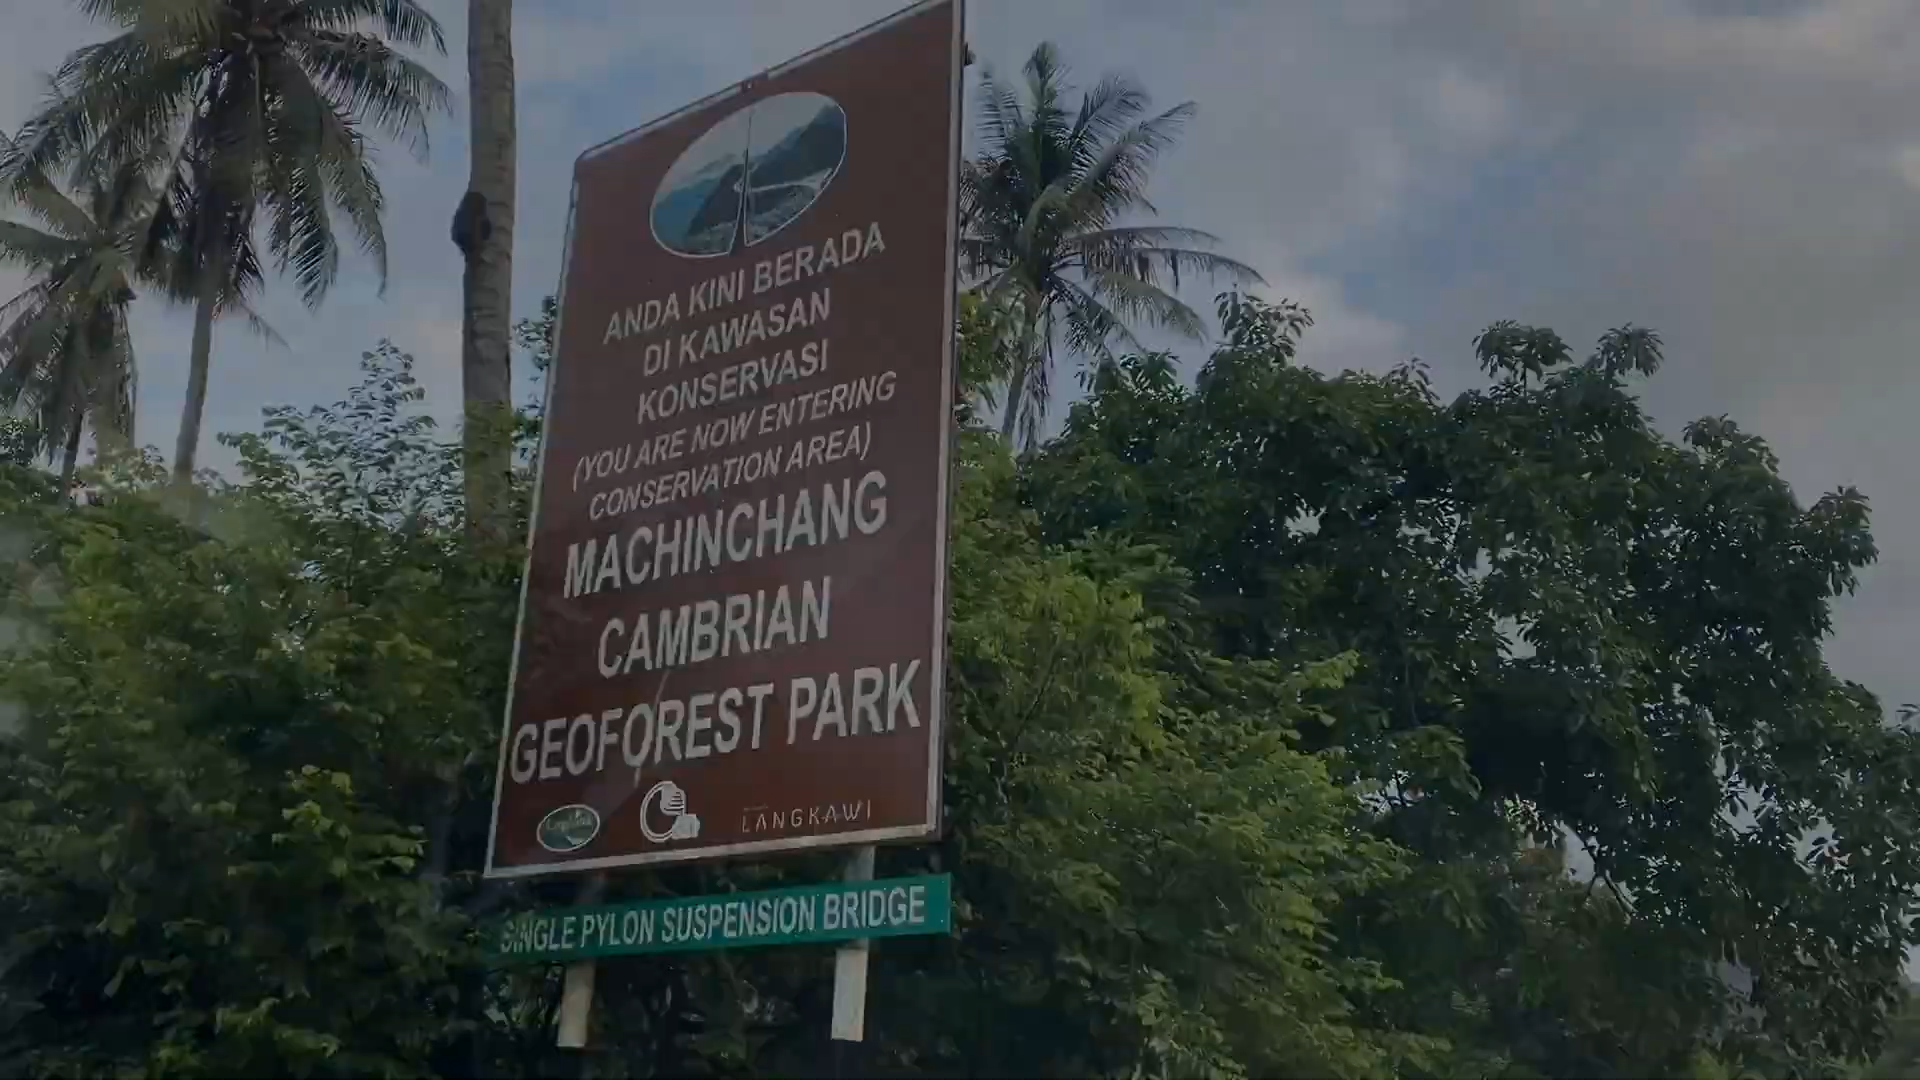 ANDA KINI BERADA
DI KAWASAN
KONSERVASI
(YOU ARE NOW ENTERING
CONSERVATION AREA)
MACHINCHANG
CAMBRIAN
GEOFOREST PARK
LANGKAWI
SINGLE PYLON SUSPENSION BRIDGE